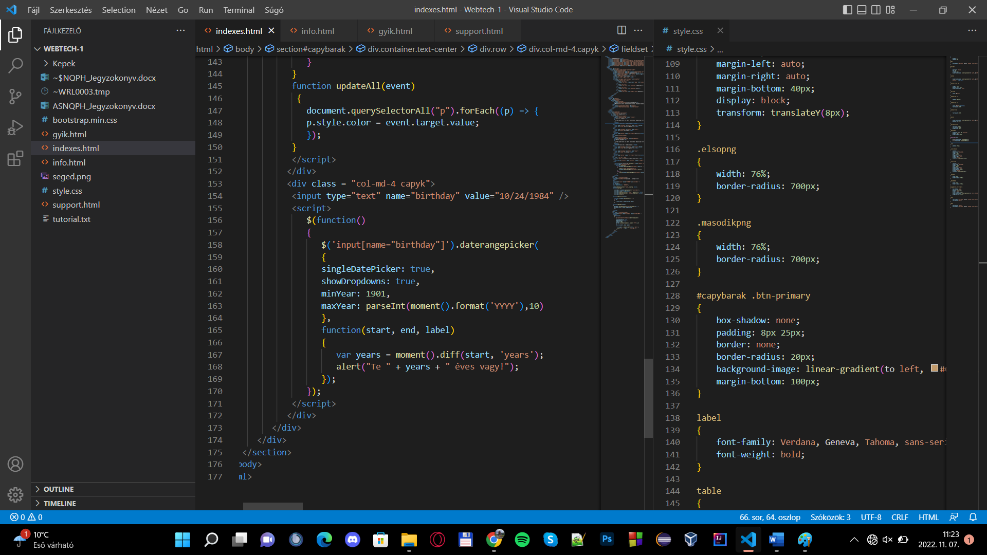 Fájl Szerkesztés Selection Nézet Go Run Terminal Súgó indexes.html - Webtech-1 - Visual Studio Code
FÁJLKEZELŐ ···
WEBTECH-1
Kepek
~$NQPH_Jegyzokonyv.docx
~WRL0003.tmp
ASNQPH_Jegyzokonyv.docx
bootstrap.min.css
gyik.html
indexes.html
info.html
seged.png
style.css
support.html
tutorial.txt
OUTLINE
TIMELINE
indexes.html info.html gyik.html support.html ···
html > body > section#capybarak > div.container.text-center > div.row > div.col-md-4.capyk > fieldset
143 }
144 }
145 function updateAll(event)
146 {
147 document.querySelectorAll("p").forEach((p) => {
148 p.style.color = event.target.value;
149 });
150 }
151 </script>
152 </div>
153 <div class = "col-md-4 capyk">
154 <input type="text" name="birthday" value="10/24/1984" />
155 <script>
156 $(function()
157 {
158 $('input[name="birthday"]').daterangepicker(
159 {
160 singleDatePicker: true,
161 showDropdowns: true,
162 minYear: 1901,
163 maxYear: parseInt(moment().format('YYYY'),10)
164 },
165 function(start, end, label)
166 {
167 var years = moment().diff(start, 'years');
168 alert("Te " + years + " éves vagy!");
169 });
170 });
171 </script>
172 </div>
173 </div>
174 </div>
175 </section>
176 body>
177 ml>
style.css ···
style.css > ...
109 margin-left: auto;
110 margin-right: auto;
111 margin-bottom: 40px;
112 display: block;
113 transform: translateY(8px);
114 }
115
116 .elsopng
117 {
118 width: 76%;
119 border-radius: 700px;
120 }
121
122 .masodikpng
123 {
124 width: 76%;
125 border-radius: 700px;
126 }
127
128 #capybarak .btn-primary
129 {
130 box-shadow: none;
131 padding: 8px 25px;
132 border: none;
133 border-radius: 20px;
134 background-image: linear-gradient(to left, #
135 margin-bottom: 100px;
136 }
137
138 label
139 {
140 font-family: Verdana, Geneva, Tahoma, sans-ser
141 font-weight: bold;
142 }
143
144 table
145 {
0 0 66. sor, 64. oszlop Szóközök: 3 UTF-8 CRLF HTML
10°C
Eső várható
11:23
2022. 11. 07.
1